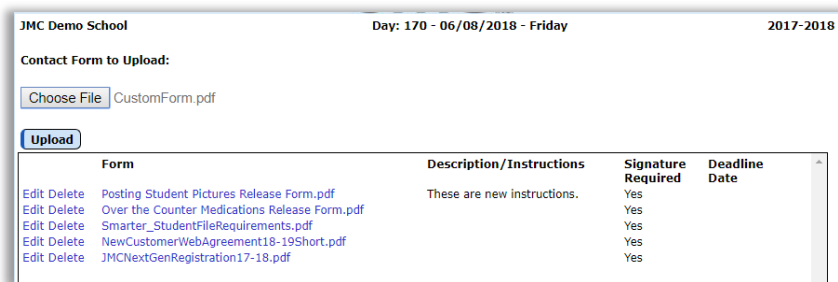 JMC Demo School Day: 170 - 06/08/2018 - Friday 2017-2018
Contact Form to Upload:
Choose File CustomForm.pdf
Upload
Form Description/Instructions Signature Required Deadline Date
Edit Delete Posting Student Pictures Release Form.pdf These are new instructions. Yes
Edit Delete Over the Counter Medications Release Form.pdf Yes
Edit Delete Smarter_StudentFileRequirements.pdf Yes
Edit Delete NewCustomerWebAgreement18-19Short.pdf Yes
Edit Delete JMCNextGenRegistration17-18.pdf Yes